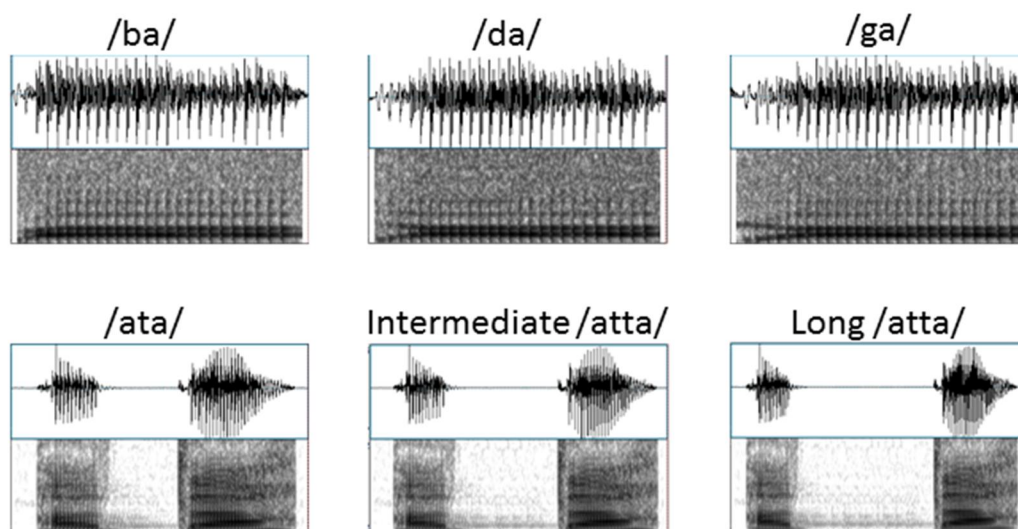 /ba/
/da/
/ga/
/ata/
Intermediate /atta/
Long /atta/